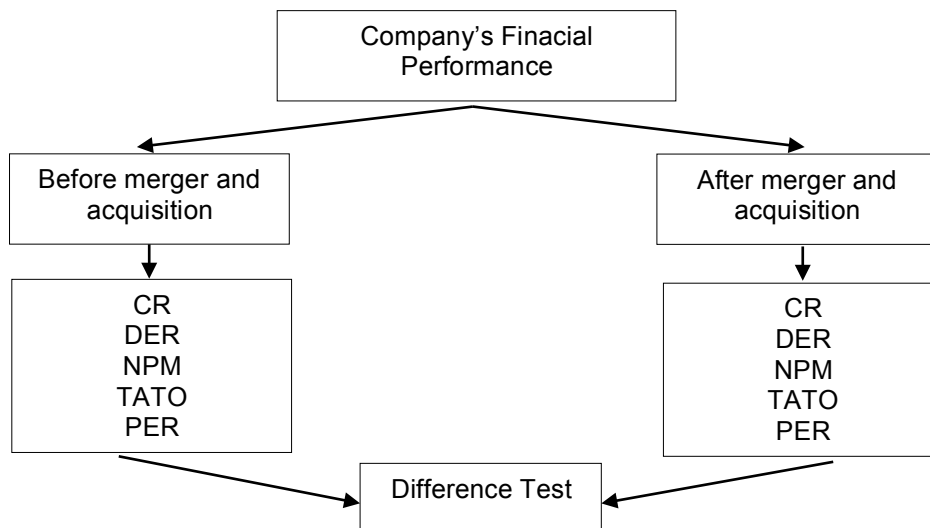 Company’s Finacial
Performance
Before merger and
acquisition
After merger and
acquisition
CR
DER
NPM
TATO
PER
CR
DER
NPM
TATO
PER
Difference Test